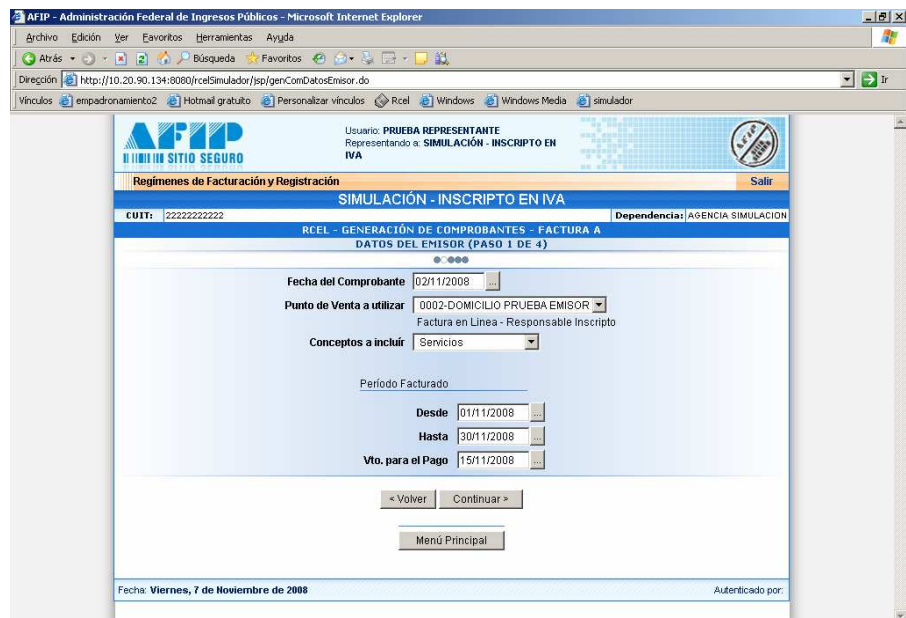 AFIP - Administración Federal de Ingresos Públicos - Microsoft Internet Explorer
Archivo Edición Ver Favoritos Herramientas Ayuda
Atrás Búsqueda Favoritos
Dirección http://10.20.90.134:8080/rcelSimulador/jsp/genComDatosEmisor.do Ir
Vínculos empadronamiento2 Hotmail gratuito Personalizar vínculos Rcel Windows Windows Media simulador
AFIP
SITIO SEGURO
Usuario: PRUEBA REPRESENTANTE
Representando a: SIMULACIÓN - INSCRIPTO EN
IVA
Regímenes de Facturación y Registración Salir
SIMULACIÓN - INSCRIPTO EN IVA
CUIT: 22222222222 Dependencia: AGENCIA SIMULACION
RCEL - GENERACIÓN DE COMPROBANTES - FACTURA A
DATOS DEL EMISOR (PASO 1 DE 4)
Fecha del Comprobante 02/11/2008 ...
Punto de Venta a utilizar 0002-DOMICILIO PRUEBA EMISOR
Factura en Linea - Responsable Inscripto
Conceptos a incluír Servicios
Período Facturado
Desde 01/11/2008 ...
Hasta 30/11/2008 ...
Vto. para el Pago 15/11/2008 ...
< Volver Continuar >
Menú Principal
Fecha: Viernes, 7 de Noviembre de 2008 Autenticado por: